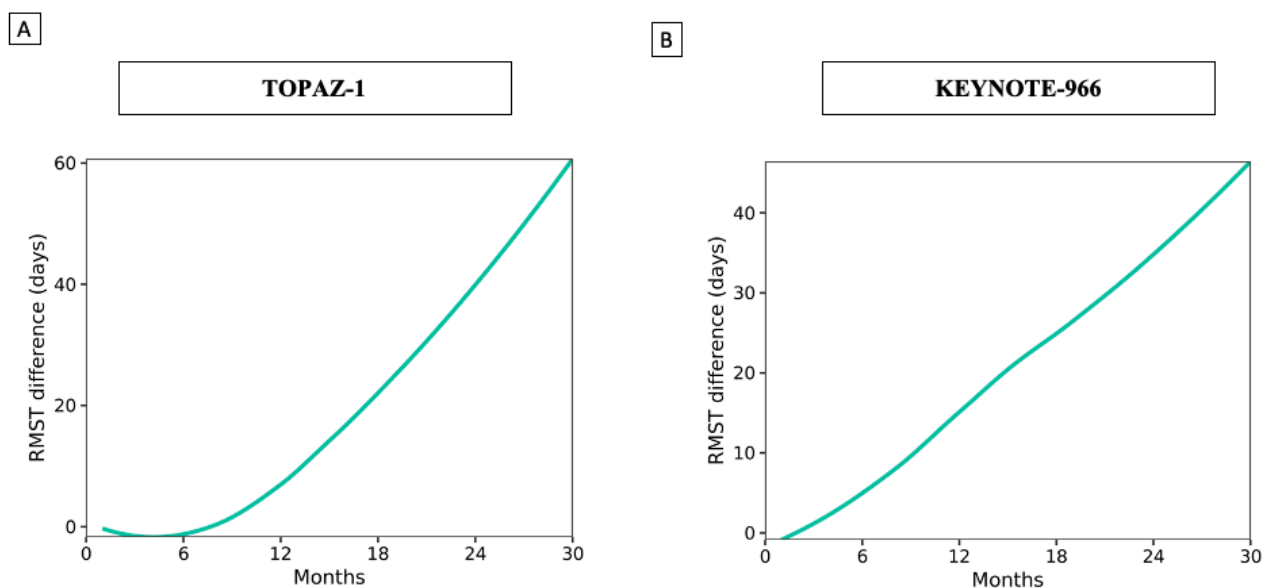 A
TOPAZ-1
RMST difference (days)
60
40
20
0
0 6 12 18 24 30
Months
B
KEYNOTE-966
RMST difference (days)
40
30
20
10
0
0 6 12 18 24 30
Months